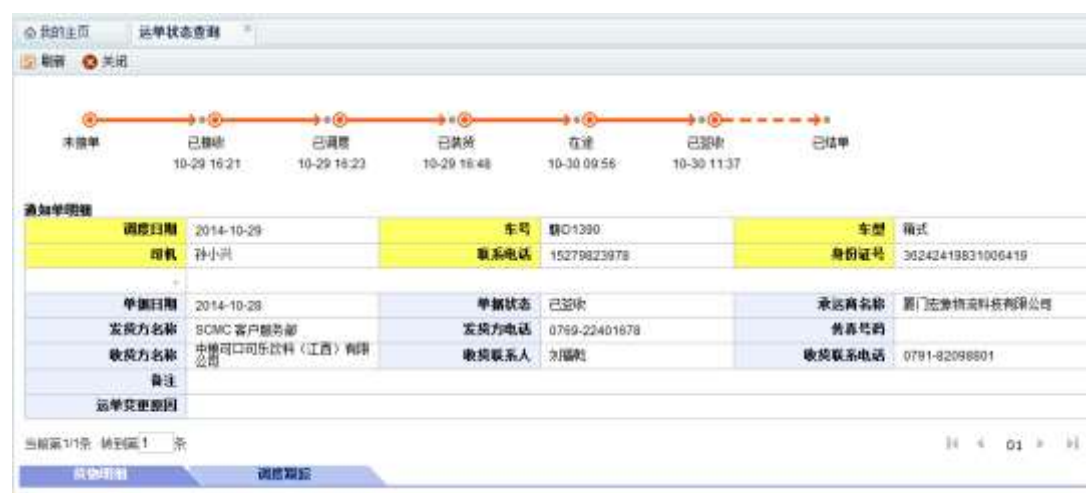 我的主页 运单状态查询
刷新 关闭
未接单 已接收 已调度 已装货 在途 已签收 已结单
10-29 16:21 10-29 16:23 10-29 16:48 10-30 09:56 10-30 11:37
通知单明细
调度日期 2014-10-29 车号 赣D1390 车型 箱式
司机 孙小兴 联系电话 15279823978 身份证号 36242419831006419
单据日期 2014-10-28 单据状态 已签收 承运商名称 厦门宏象物流科技有限公司
发货方名称 SCMC 客户服务部 发货方电话 0769-22401678 传真号码
收货方名称 中粮可口可乐饮料(江西)有限公司 收货联系人 收货联系电话 0791-82098801
备注
运单变更原因
当前第1/1条 转到第 1 条 01
货物明细 调度跟踪